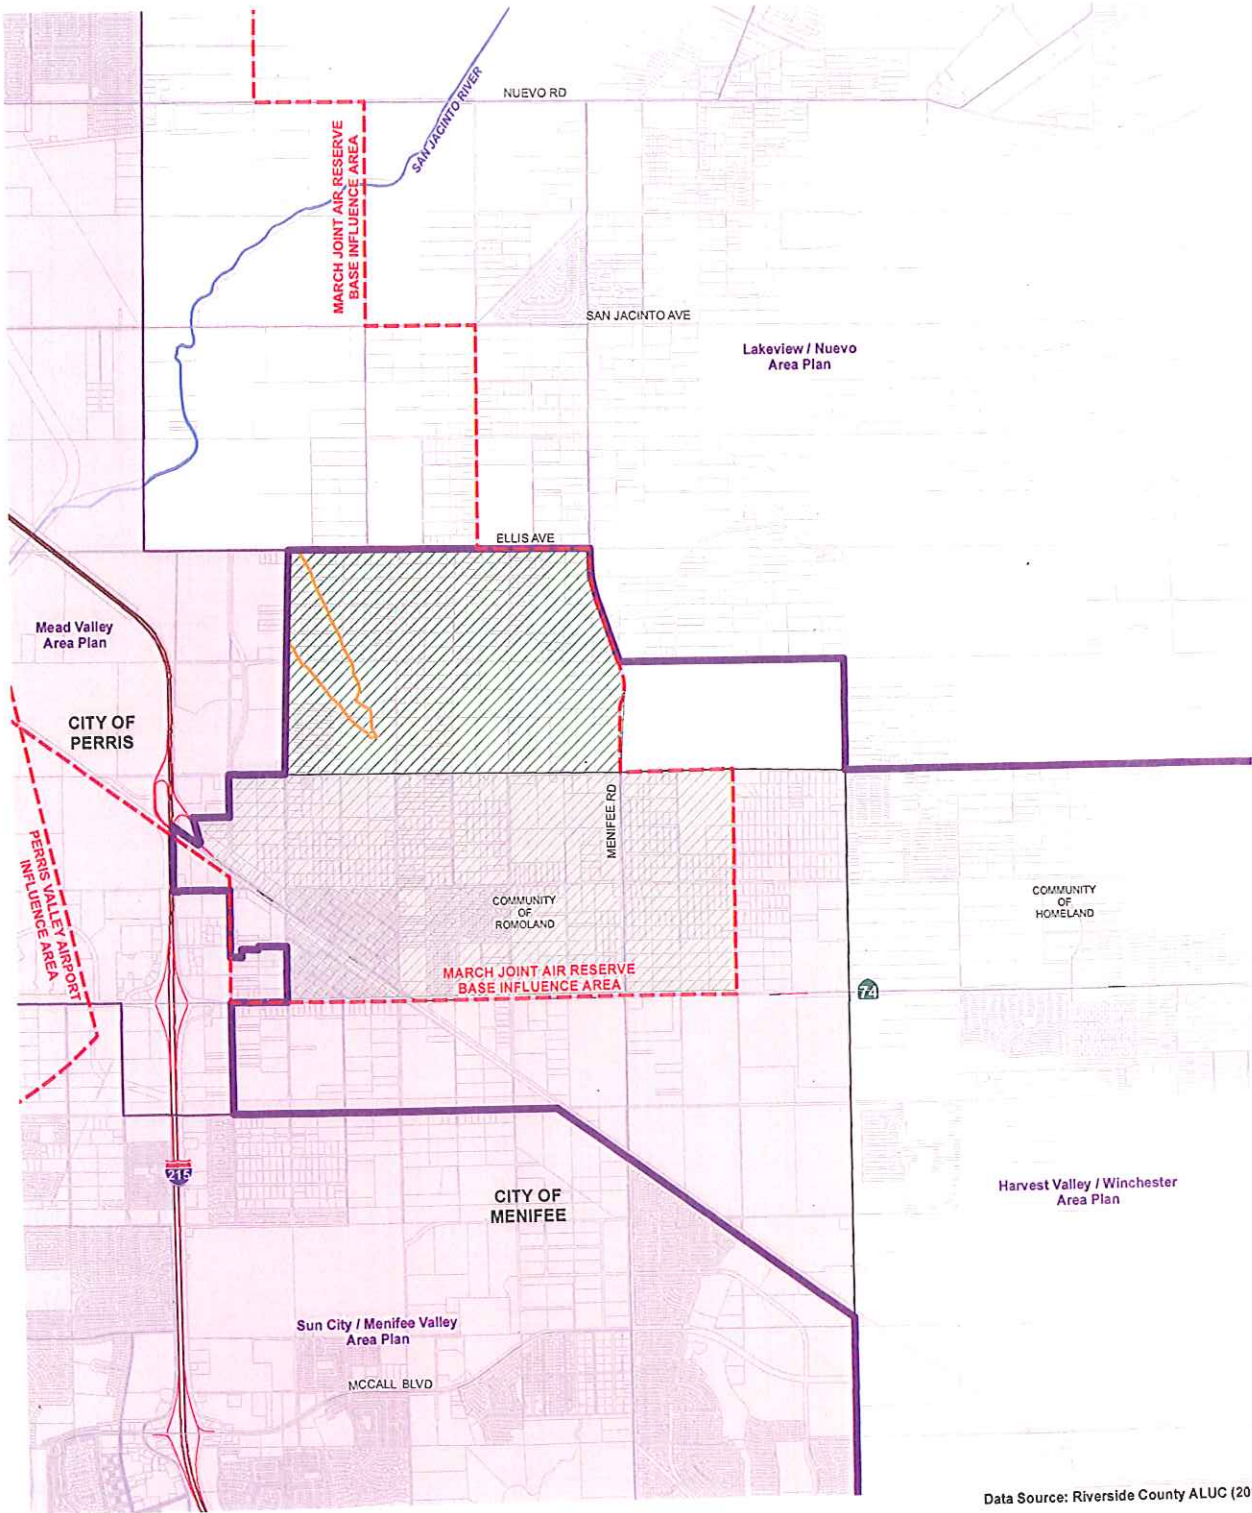 NUEVO RD
SAN JACINTO RIVER
MARCH JOINT AIR RESERVE
BASE INFLUENCE AREA
SAN JACINTO AVE
Lakeview / Nuevo
Area Plan
ELLIS AVE
Mead Valley
Area Plan
CITY OF
PERRIS
MENIFEE RD
PERRIS VALLEY AIRPORT
INFLUENCE AREA
COMMUNITY
OF
ROMOLAND
COMMUNITY
OF
HOMELAND
MARCH JOINT AIR RESERVE
BASE INFLUENCE AREA
74
215
CITY OF
MENIFEE
Harvest Valley / Winchester
Area Plan
Sun City / Menifee Valley
Area Plan
MCCALL BLVD
Data Source: Riverside County ALUC (20